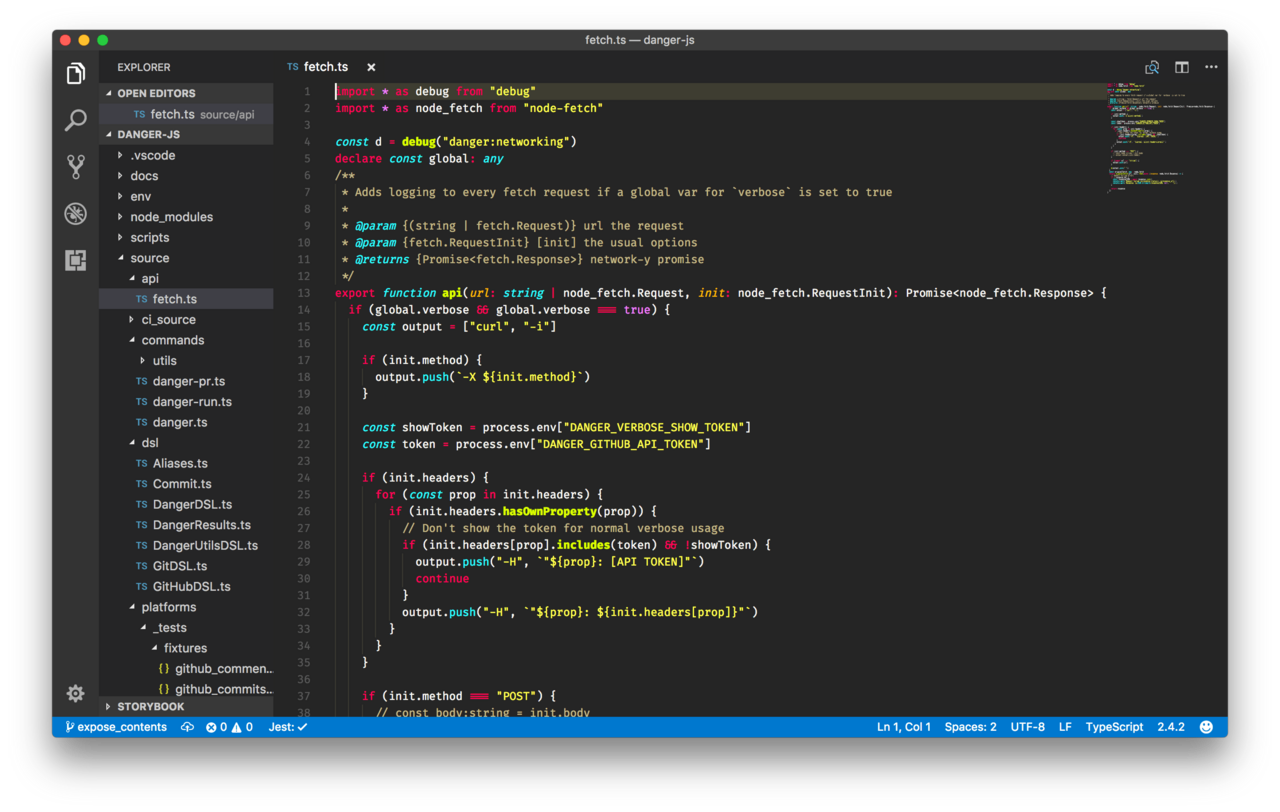 fetch.ts — danger-js
EXPLORER
OPEN EDITORS
TS fetch.ts source/api
DANGER-JS
.vscode
docs
env
node_modules
scripts
source
api
TS fetch.ts
ci_source
commands
utils
TS danger-pr.ts
TS danger-run.ts
TS danger.ts
dsl
TS Aliases.ts
TS Commit.ts
TS DangerDSL.ts
TS DangerResults.ts
TS DangerUtilsDSL.ts
TS GitDSL.ts
TS GitHubDSL.ts
platforms
_tests
fixtures
{} github_commen...
{} github_commits...
STORYBOOK
TS fetch.ts ×
1 import * as debug from "debug"
2 import * as node_fetch from "node-fetch"
3
4 const d = debug("danger:networking")
5 declare const global: any
6 /**
7  * Adds logging to every fetch request if a global var for `verbose` is set to true
8  *
9  * @param {(string | fetch.Request)} url the request
10  * @param {fetch.RequestInit} [init] the usual options
11  * @returns {Promise<fetch.Response>} network-y promise
12  */
13 export function api(url: string | node_fetch.Request, init: node_fetch.RequestInit): Promise<node_fetch.Response> {
14   if (global.verbose && global.verbose === true) {
15     const output = ["curl", "-i"]
16
17     if (init.method) {
18       output.push(`-X ${init.method}`)
19     }
20
21     const showToken = process.env["DANGER_VERBOSE_SHOW_TOKEN"]
22     const token = process.env["DANGER_GITHUB_API_TOKEN"]
23
24     if (init.headers) {
25       for (const prop in init.headers) {
26         if (init.headers.hasOwnProperty(prop)) {
27           // Don't show the token for normal verbose usage
28           if (init.headers[prop].includes(token) && !showToken) {
29             output.push("-H", `"${prop}: [API TOKEN]"`)
30             continue
31           }
32           output.push("-H", `"${prop}: ${init.headers[prop]}"`)
33         }
34       }
35     }
36
37     if (init.method === "POST") {
38       // const body:string = init.body
expose_contents 0 0 Jest: ✓ Ln 1, Col 1 Spaces: 2 UTF-8 LF TypeScript 2.4.2